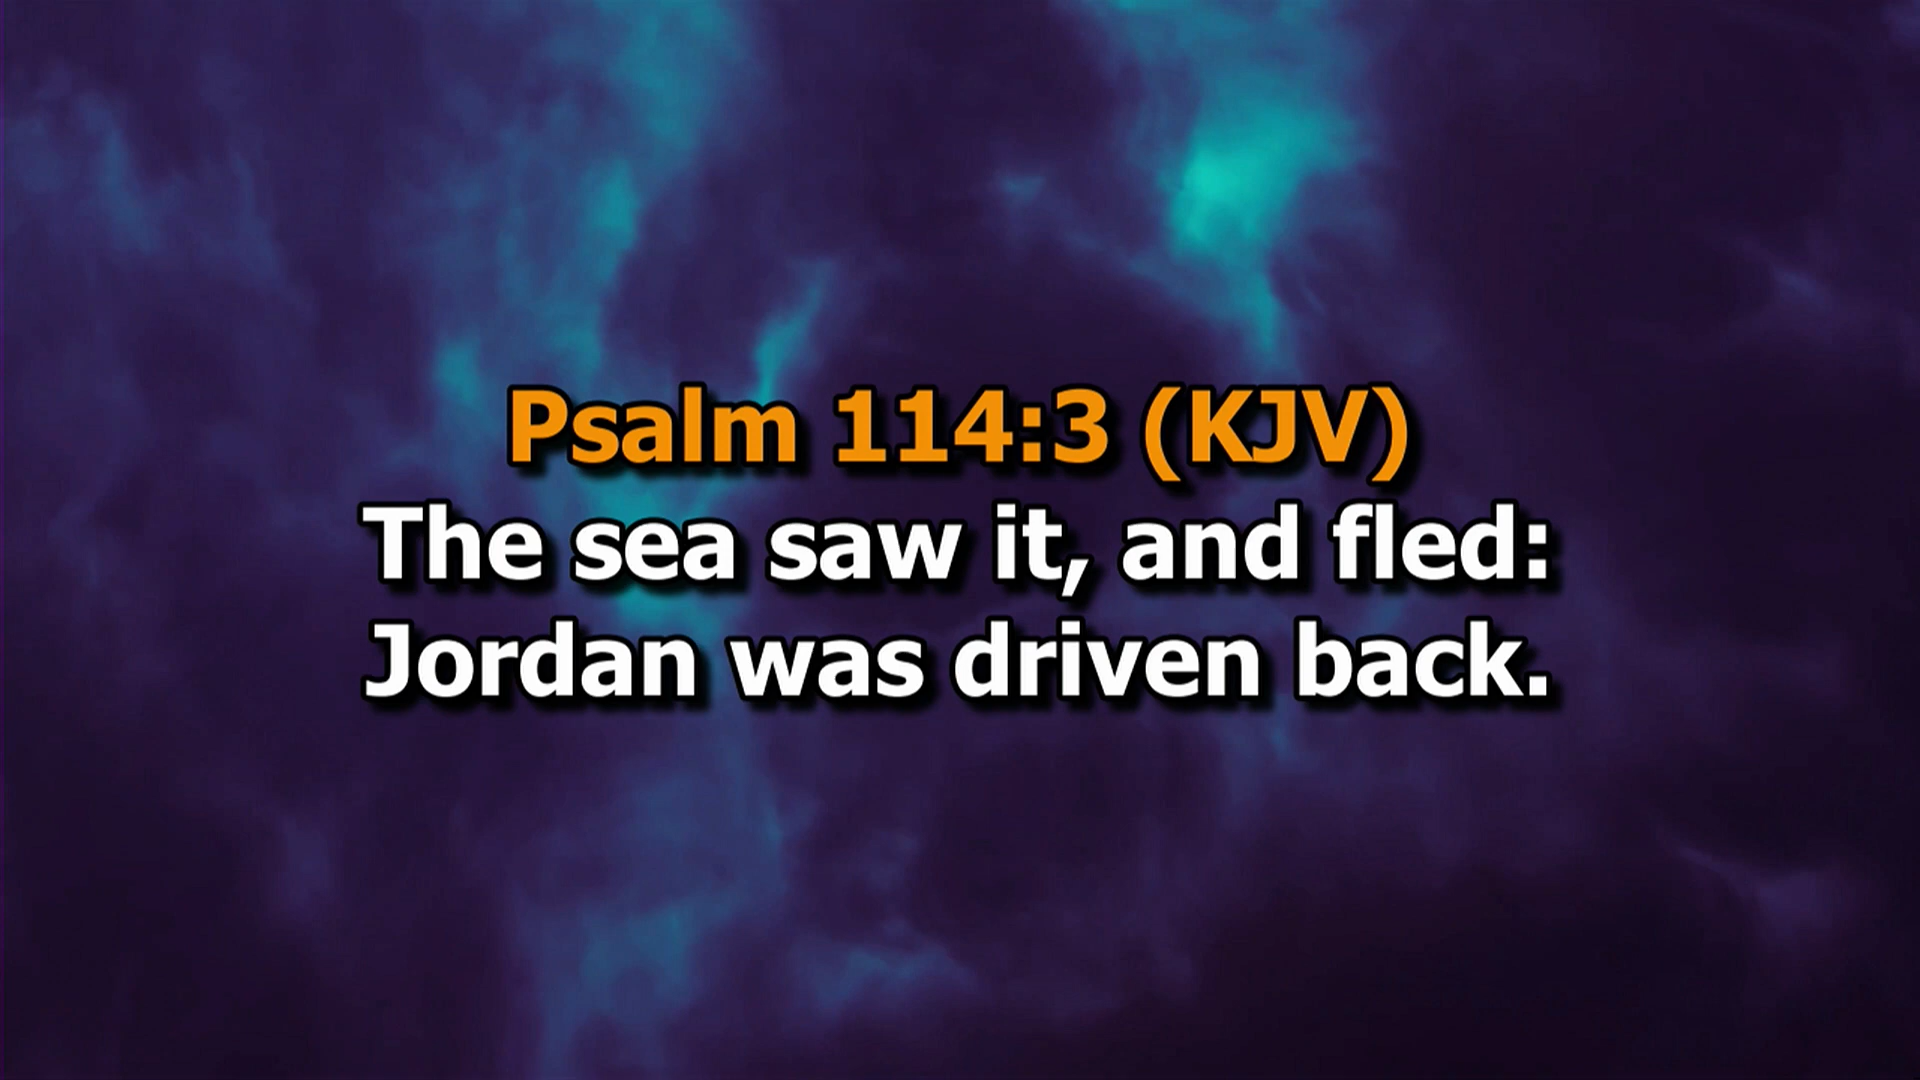 Psalm 114:3 (KJV)
The sea saw it, and fled:
Jordan was driven back.